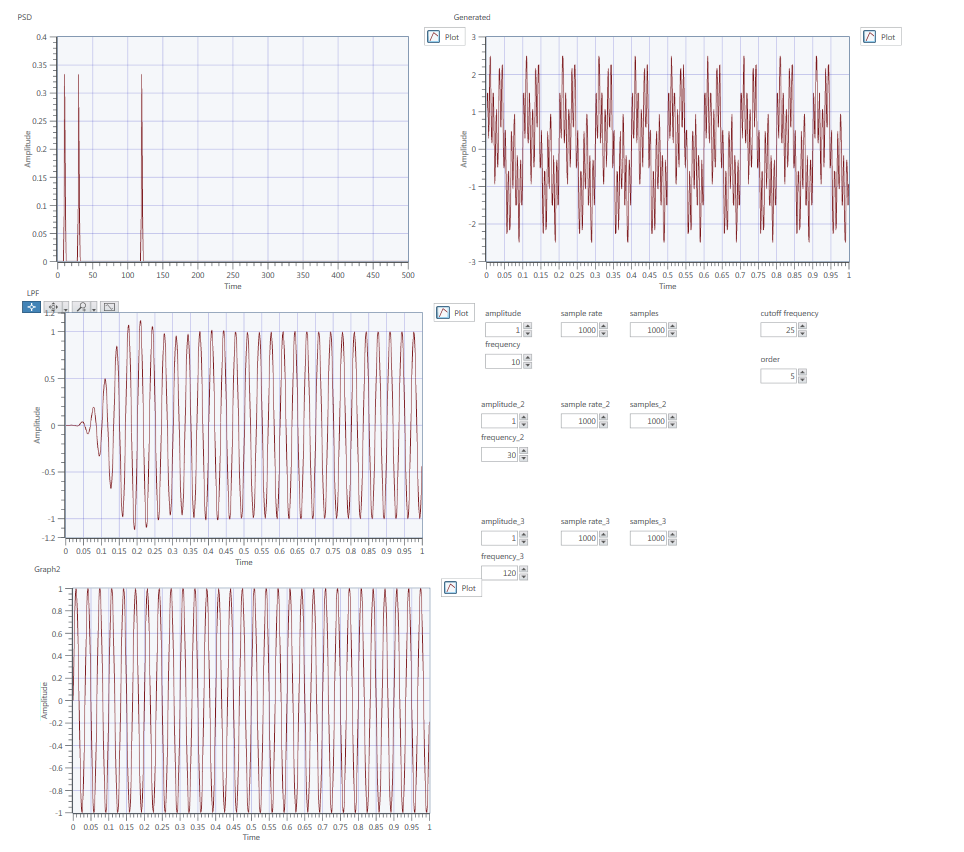 PSD
Plot
0.4
0.35
0.3
0.25
0.2
0.15
0.1
0.05
0
Amplitude
0 50 100 150 200 250 300 350 400 450 500
Time
Generated
Plot
3
2
1
0
-1
-2
-3
Amplitude
0 0.05 0.1 0.15 0.2 0.25 0.3 0.35 0.4 0.45 0.5 0.55 0.6 0.65 0.7 0.75 0.8 0.85 0.9 0.95 1
Time
LPF
Plot
1.2
1
0.5
0
-0.5
-1
-1.2
Amplitude
0 0.05 0.1 0.15 0.2 0.25 0.3 0.35 0.4 0.45 0.5 0.55 0.6 0.65 0.7 0.75 0.8 0.85 0.9 0.95 1
Time
amplitude sample rate samples cutoff frequency
1 1000 1000 25
frequency order
10 5
amplitude_2 sample rate_2 samples_2
1 1000 1000
frequency_2
30
amplitude_3 sample rate_3 samples_3
1 1000 1000
frequency_3
120
Graph2
Plot
1
0.8
0.6
0.4
0.2
0
-0.2
-0.4
-0.6
-0.8
-1
Amplitude
0 0.05 0.1 0.15 0.2 0.25 0.3 0.35 0.4 0.45 0.5 0.55 0.6 0.65 0.7 0.75 0.8 0.85 0.9 0.95 1
Time